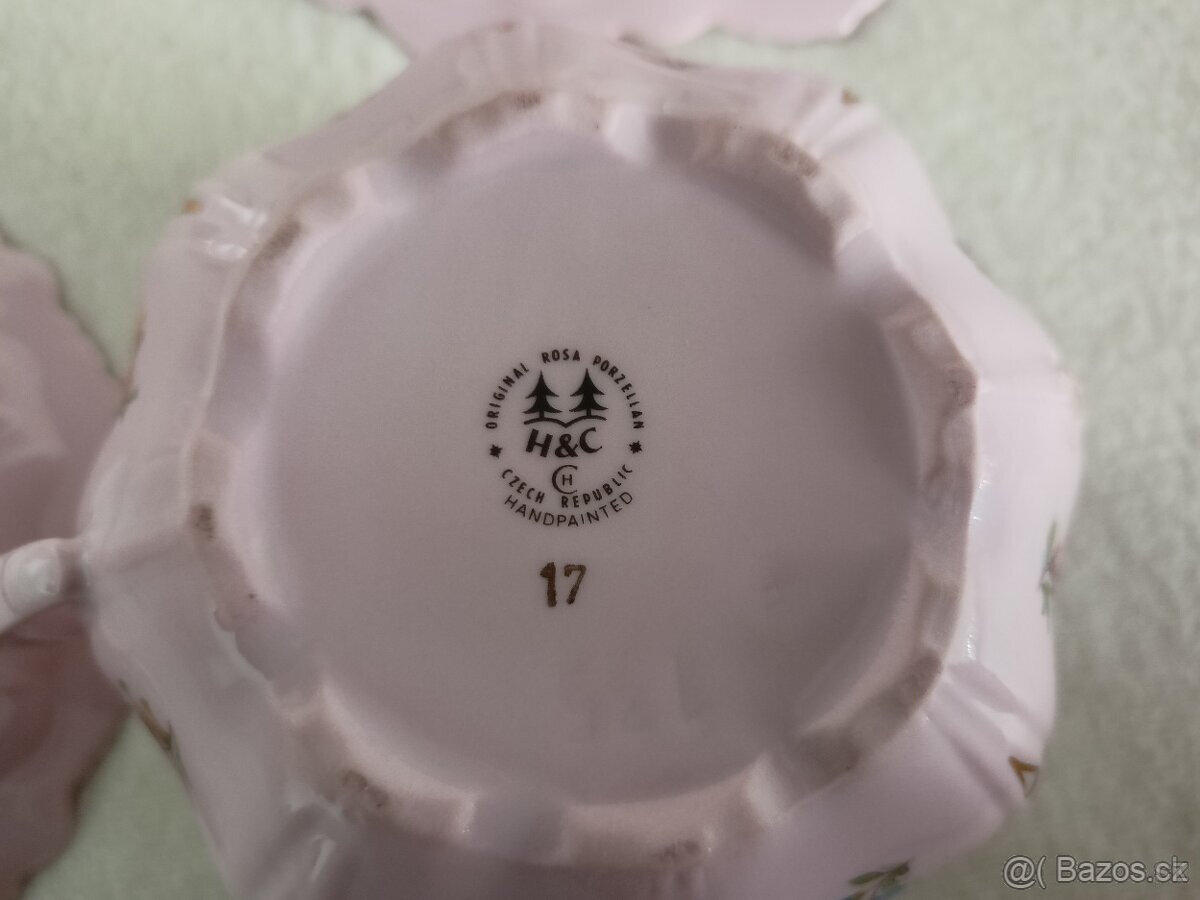 ORIGINAL ROSA PORZELLAN
H&C
CH
CZECH REPUBLIC
HANDPAINTED
17
@( Bazos.sk